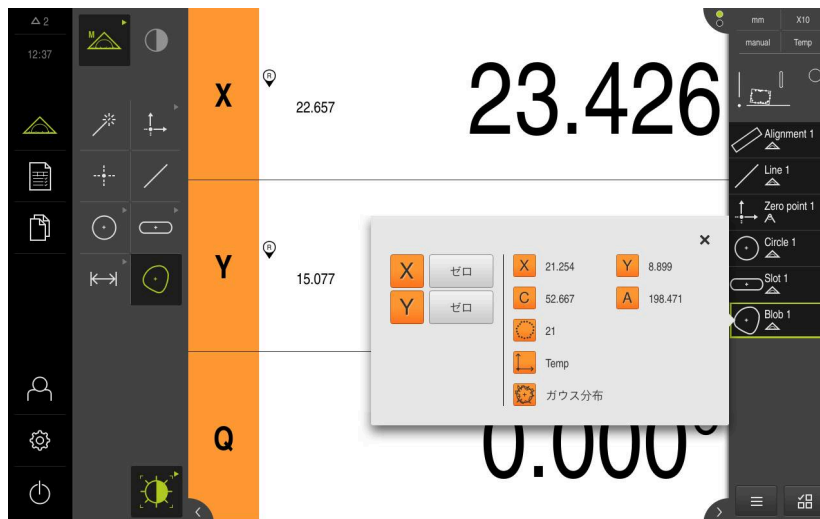 2
12:37
M
X
R
22.657
23.426
Y
R
15.077
Q
0.000°
X
ゼロ
Y
ゼロ
X
21.254
Y
8.899
C
52.667
A
198.471
21
Temp
ガウス分布
mm
X10
manual
Temp
Alignment 1
Line 1
Zero point 1
Circle 1
Slot 1
Blob 1